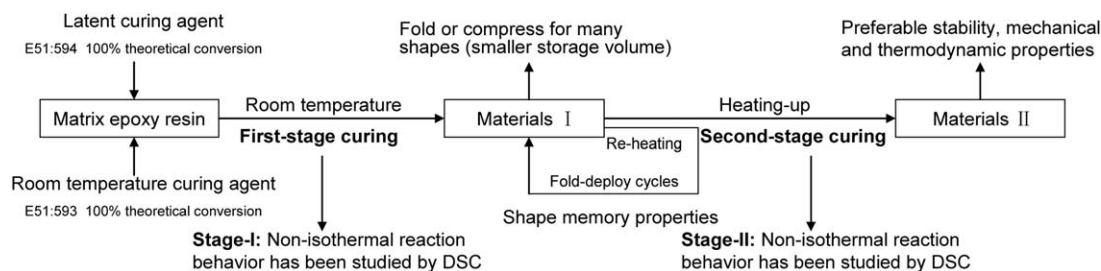 Latent curing agent
E51:594 100% theoretical conversion
Fold or compress for many
shapes (smaller storage volume)
Preferable stability, mechanical
and thermodynamic properties
Matrix epoxy resin
Room temperature
First-stage curing
Materials Ⅰ
Heating-up
Second-stage curing
Materials Ⅱ
Re-heating
Fold-deploy cycles
Shape memory properties
Room temperature curing agent
E51:593 100% theoretical conversion
Stage-I: Non-isothermal reaction
behavior has been studied by DSC
Stage-II: Non-isothermal reaction
behavior has been studied by DSC